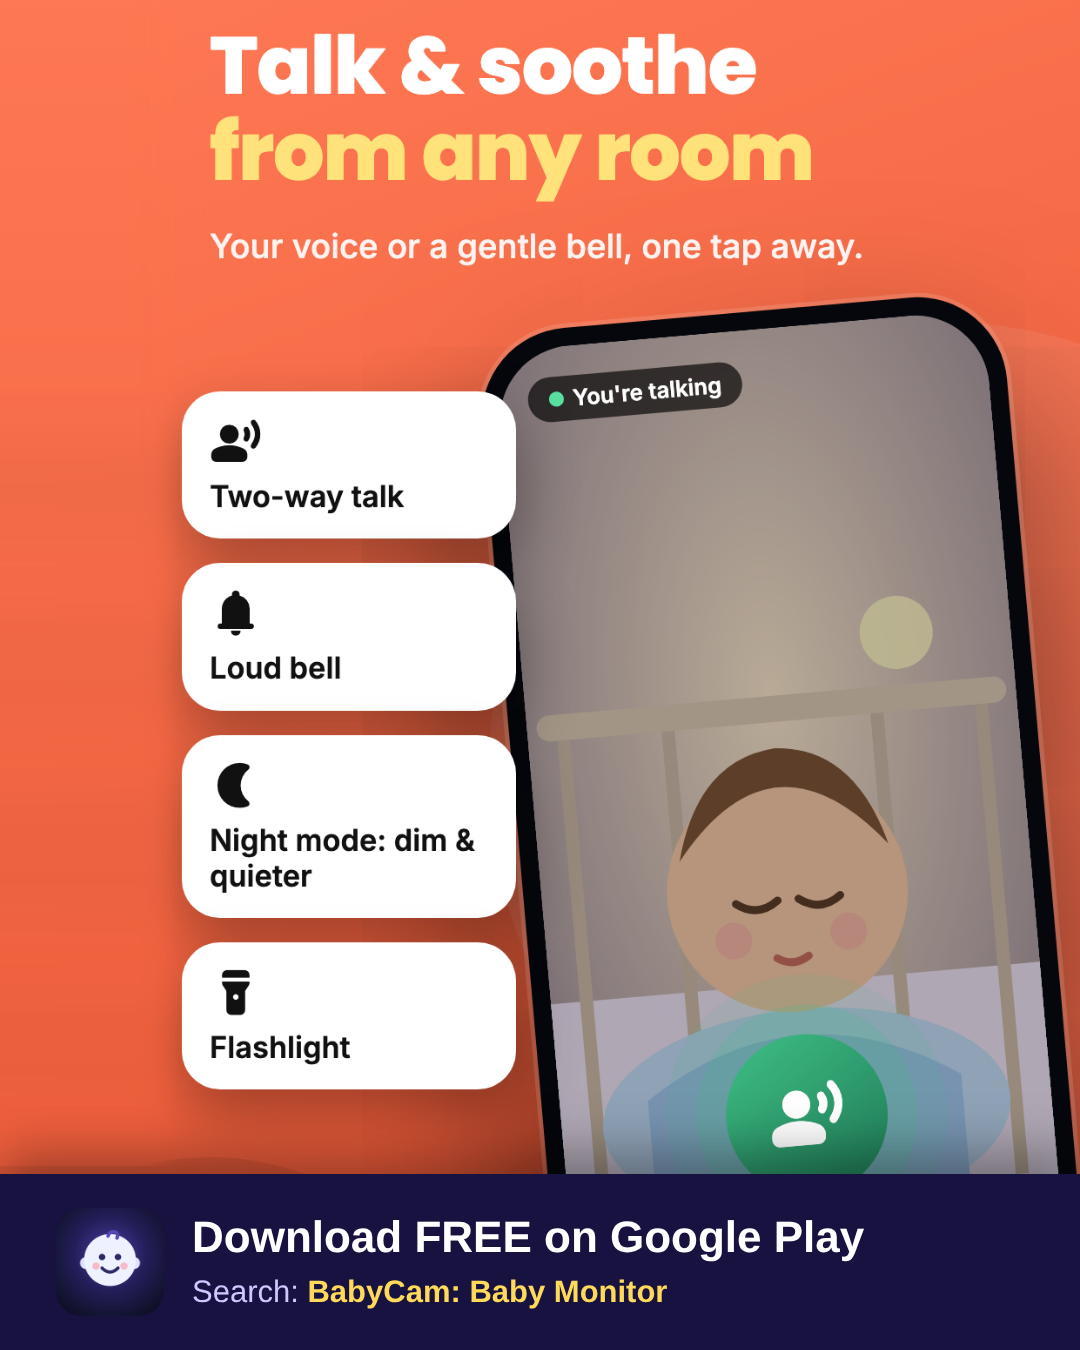 Talk & soothe
from any room
Your voice or a gentle bell, one tap away.
You're talking
Two-way talk
Loud bell
Night mode: dim &
quieter
Flashlight
Download FREE on Google Play
Search: BabyCam: Baby Monitor